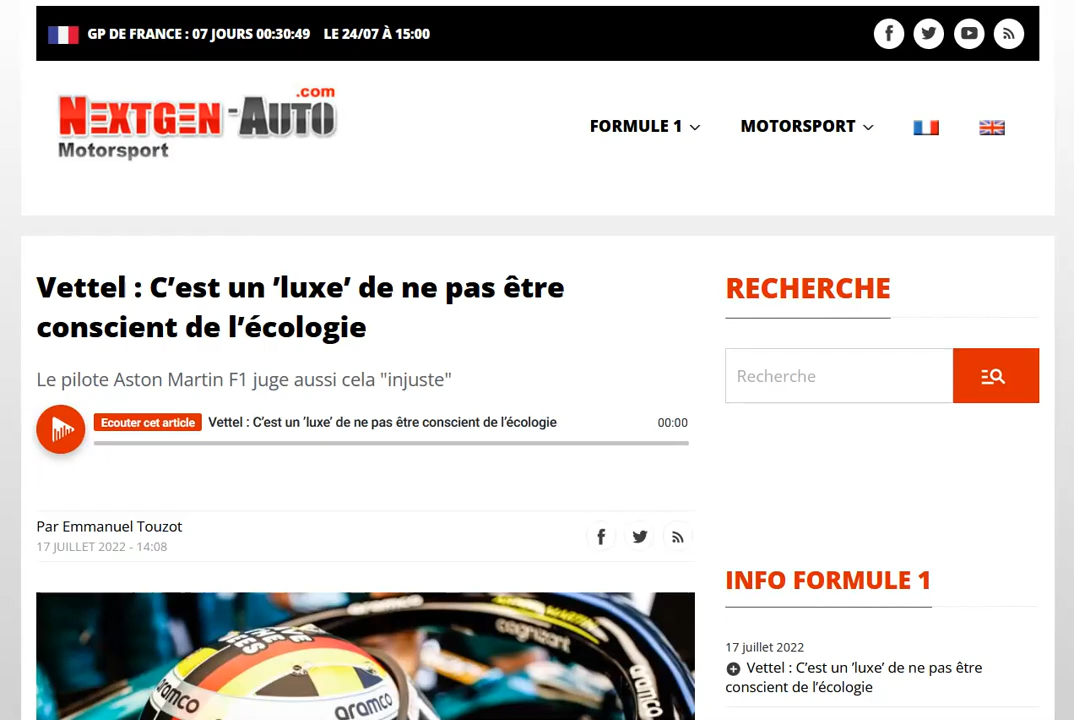 GP DE FRANCE : 07 JOURS 00:30:49 LE 24/07 À 15:00
.com
NEXTGEN-AUTO
Motorsport
FORMULE 1
MOTORSPORT
Vettel : C’est un ’luxe’ de ne pas être
conscient de l’écologie
Le pilote Aston Martin F1 juge aussi cela "injuste"
Ecouter cet article Vettel : C’est un ’luxe’ de ne pas être conscient de l’écologie 00:00
Par Emmanuel Touzot
17 JUILLET 2022 - 14:08
aramco
cognizant
aramco
aramco
aramco
RECHERCHE
Recherche
INFO FORMULE 1
17 juillet 2022
Vettel : C’est un ’luxe’ de ne pas être
conscient de l’écologie